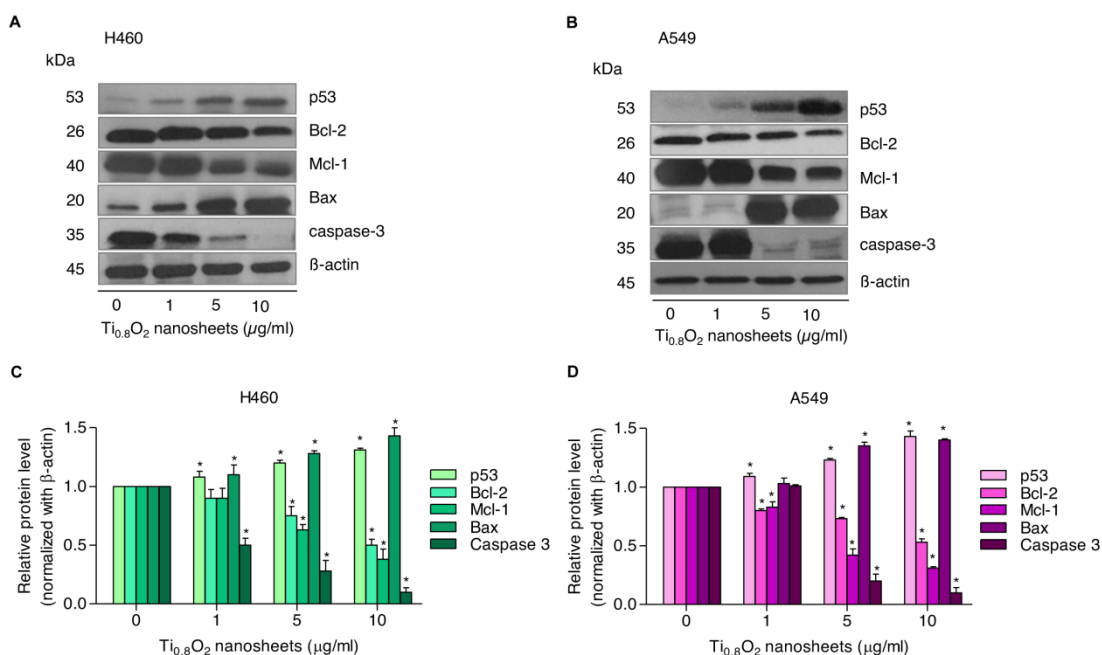 A
H460
kDa
53
p53
26
Bcl-2
40
Mcl-1
20
Bax
35
caspase-3
45
ß-actin
0 1 5 10
Ti0.8O2 nanosheets (µg/ml)
B
A549
kDa
53
p53
26
Bcl-2
40
Mcl-1
20
Bax
35
caspase-3
45
ß-actin
0 1 5 10
Ti0.8O2 nanosheets (µg/ml)
C
H460
Relative protein level
(normalized with β-actin)
1.5
1.0
0.5
0.0
* * * * * * * * * * * * *
p53
Bcl-2
Mcl-1
Bax
Caspase 3
0 1 5 10
Ti0.8O2 nanosheets (µg/ml)
D
A549
Relative protein level
(normalized with β-actin)
1.5
1.0
0.5
0.0
* * * * * * * * * * * * *
p53
Bcl-2
Mcl-1
Bax
Caspase 3
0 1 5 10
Ti0.8O2 nanosheets (µg/ml)